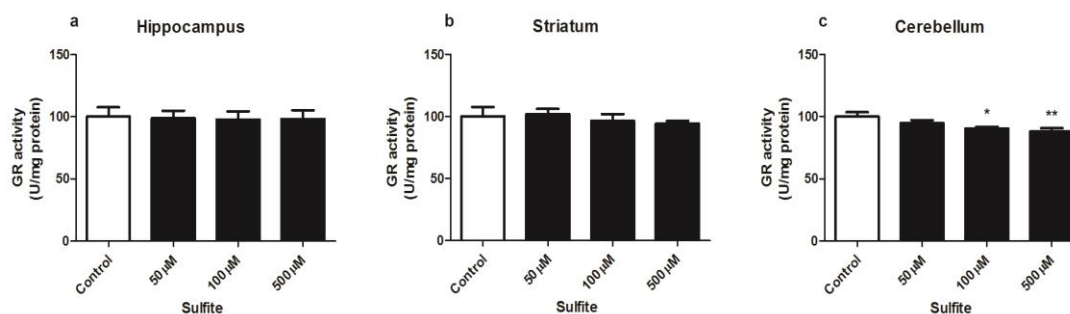 a
Hippocampus
GR activity
(U/mg protein)
150
100
50
0
Control
50 µM
100 µM
500 µM
Sulfite
b
Striatum
GR activity
(U/mg protein)
150
100
50
0
Control
50 µM
100 µM
500 µM
Sulfite
c
Cerebellum
GR activity
(U/mg protein)
150
100
50
0
*
**
Control
50 µM
100 µM
500 µM
Sulfite